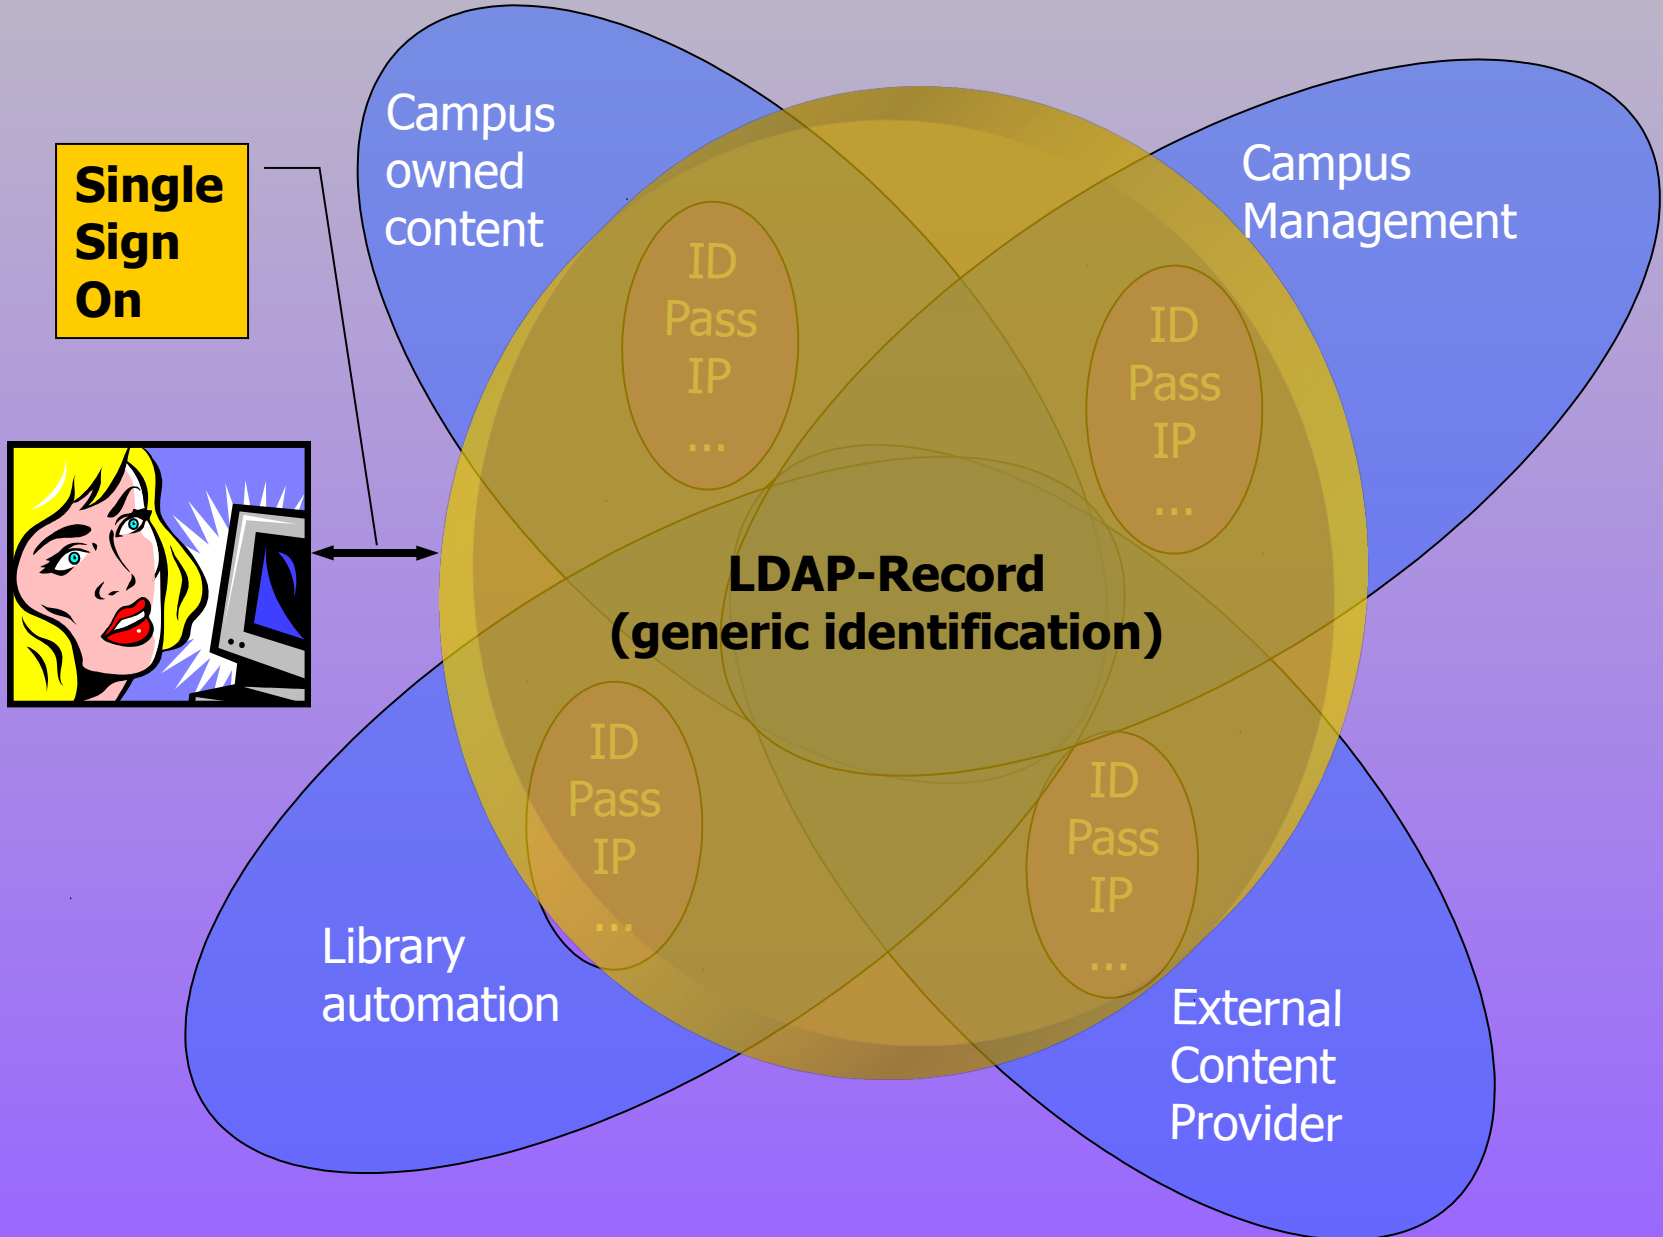 Campus
owned
content
Campus
Management
Single
Sign
On
ID
Pass
IP
...
ID
Pass
IP
...
LDAP-Record
(generic identification)
ID
Pass
IP
...
ID
Pass
IP
...
Library
automation
External
Content
Provider